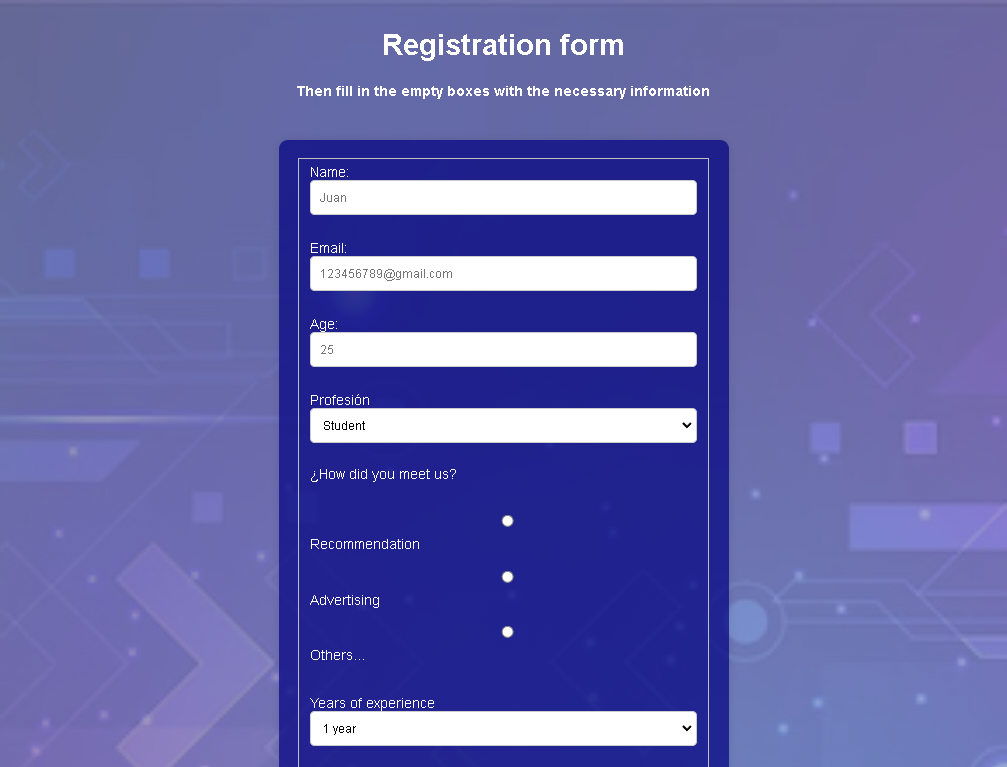 Registration form
Then fill in the empty boxes with the necessary information
Name:
Juan
Email:
123456789@gmail.com
Age:
25
Profesión
Student
¿How did you meet us?
Recommendation
Advertising
Others...
Years of experience
1 year